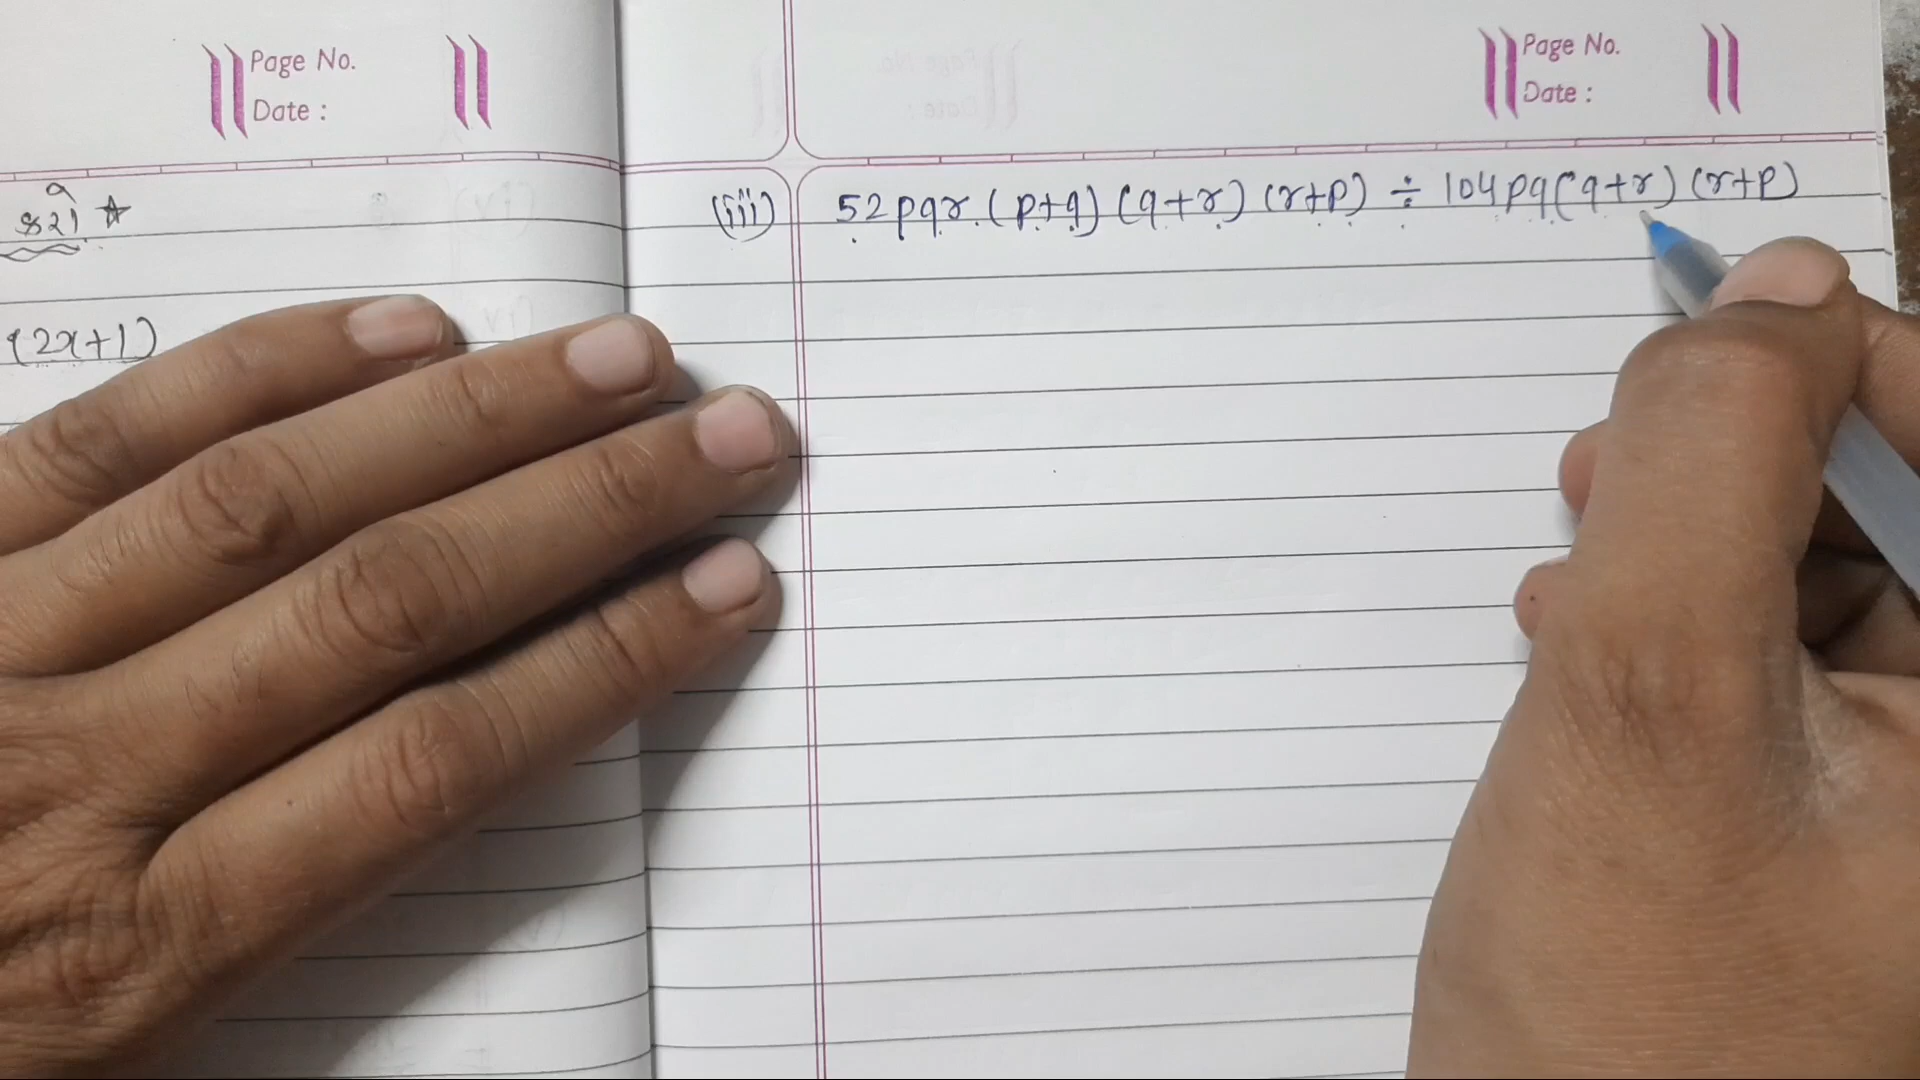 Page No.
Date :
(2x+1)
Page No.
Date :
(iii) 52pqr (p+q) (q+r) (r+p) ÷ 104pq(q+r) (r+p)